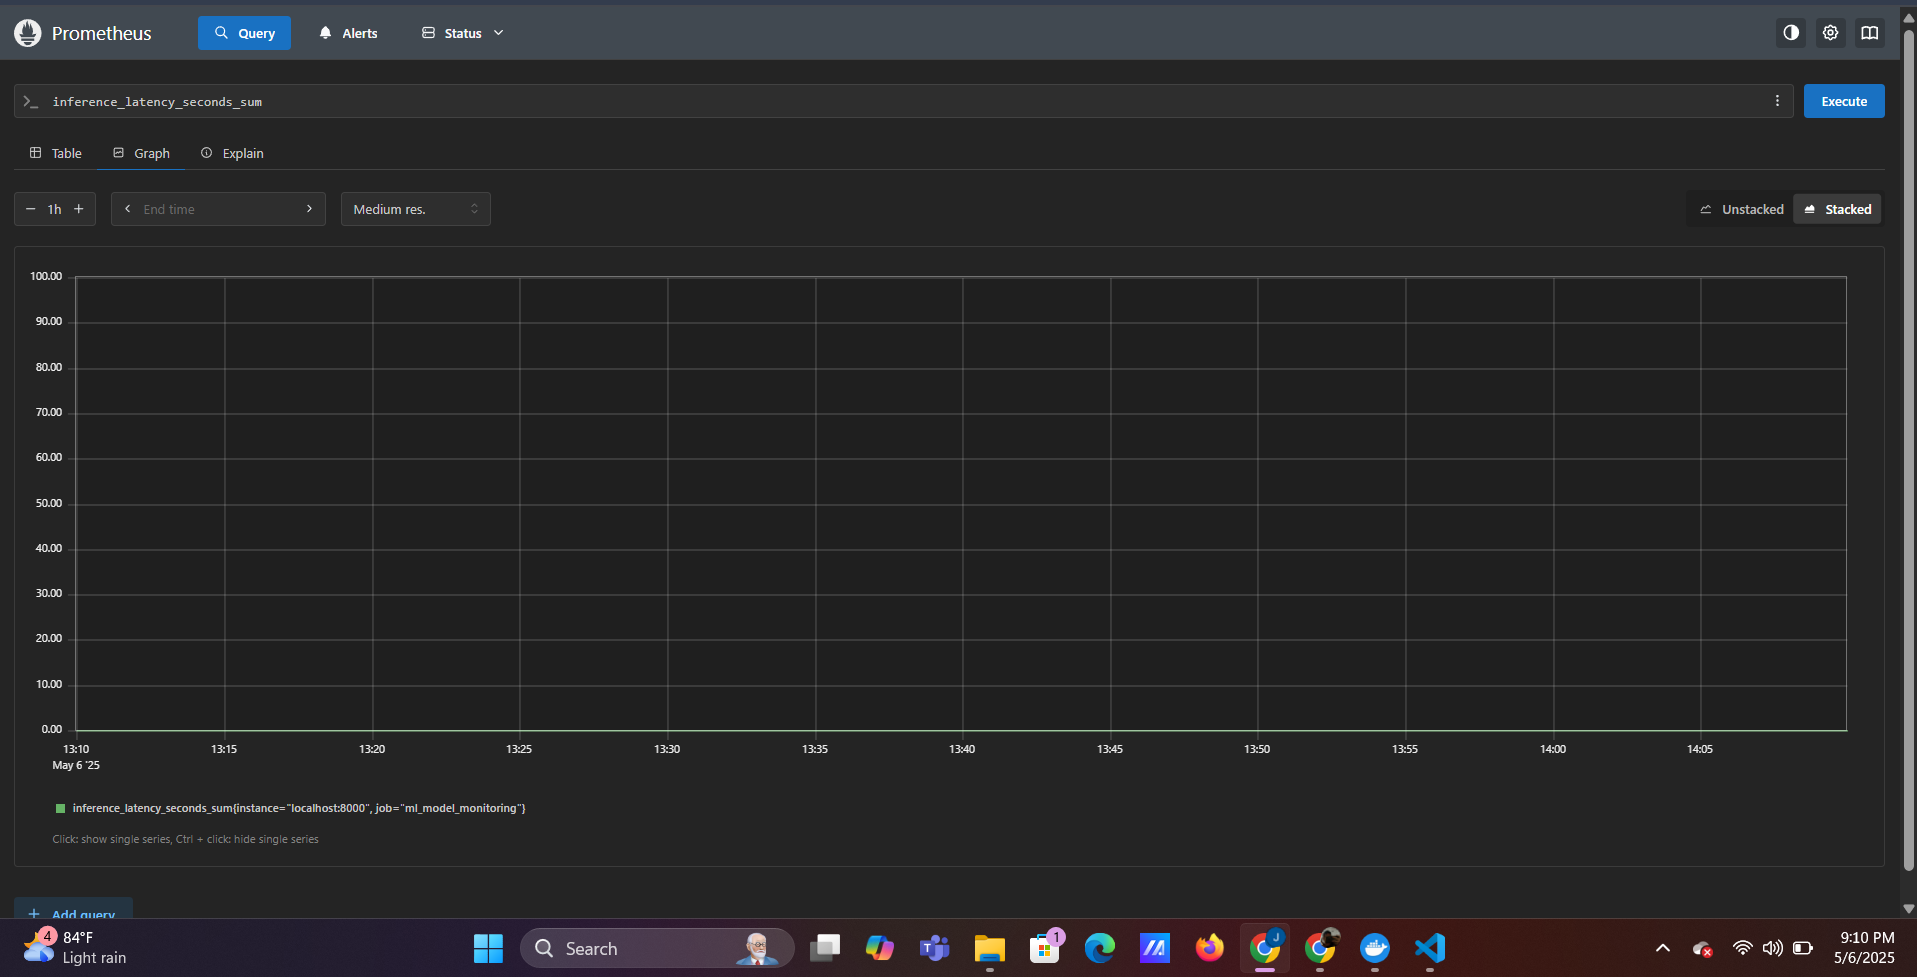 Prometheus
Query
Alerts
Status
>_ inference_latency_seconds_sum
Execute
Table
Graph
Explain
1h
End time
Medium res.
Unstacked
Stacked
100.00
90.00
80.00
70.00
60.00
50.00
40.00
30.00
20.00
10.00
0.00
13:10 13:15 13:20 13:25 13:30 13:35 13:40 13:45 13:50 13:55 14:00 14:05
May 6 '25
inference_latency_seconds_sum{instance="localhost:8000", job="ml_model_monitoring"}
Click: show single series, Ctrl + click: hide single series
+ Add query
4
84°F
Light rain
Search
1
J
9:10 PM
5/6/2025